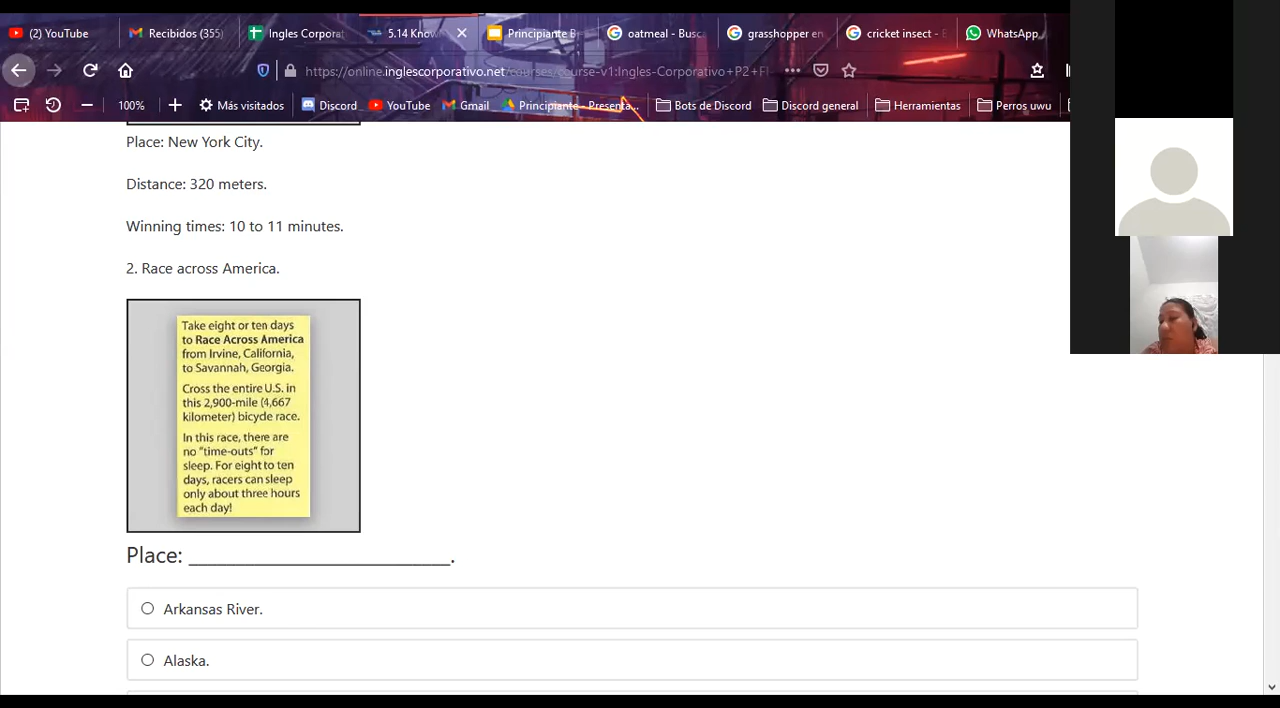 (2) YouTube
Recibidos (355)
Ingles Corporat
5.14 Know
Principiante B
oatmeal - Busca
grasshopper en
cricket insect - B
WhatsApp
https://online.inglescorporativo.net/courses/course-v1:Ingles-Corporativo+P2+F
100%
Más visitados
Discord
YouTube
Gmail
Principiante - Presenta...
Bots de Discord
Discord general
Herramientas
Perros uwu
Place: New York City.
Distance: 320 meters.
Winning times: 10 to 11 minutes.
2. Race across America.
Take eight or ten days
to Race Across America
from Irvine, California,
to Savannah, Georgia.
Cross the entire U.S. in
this 2,900-mile (4,667
kilometer) bicycle race.
In this race, there are
no "time-outs" for
sleep. For eight to ten
days, racers can sleep
only about three hours
each day!
Place: ______________________.
Arkansas River.
Alaska.